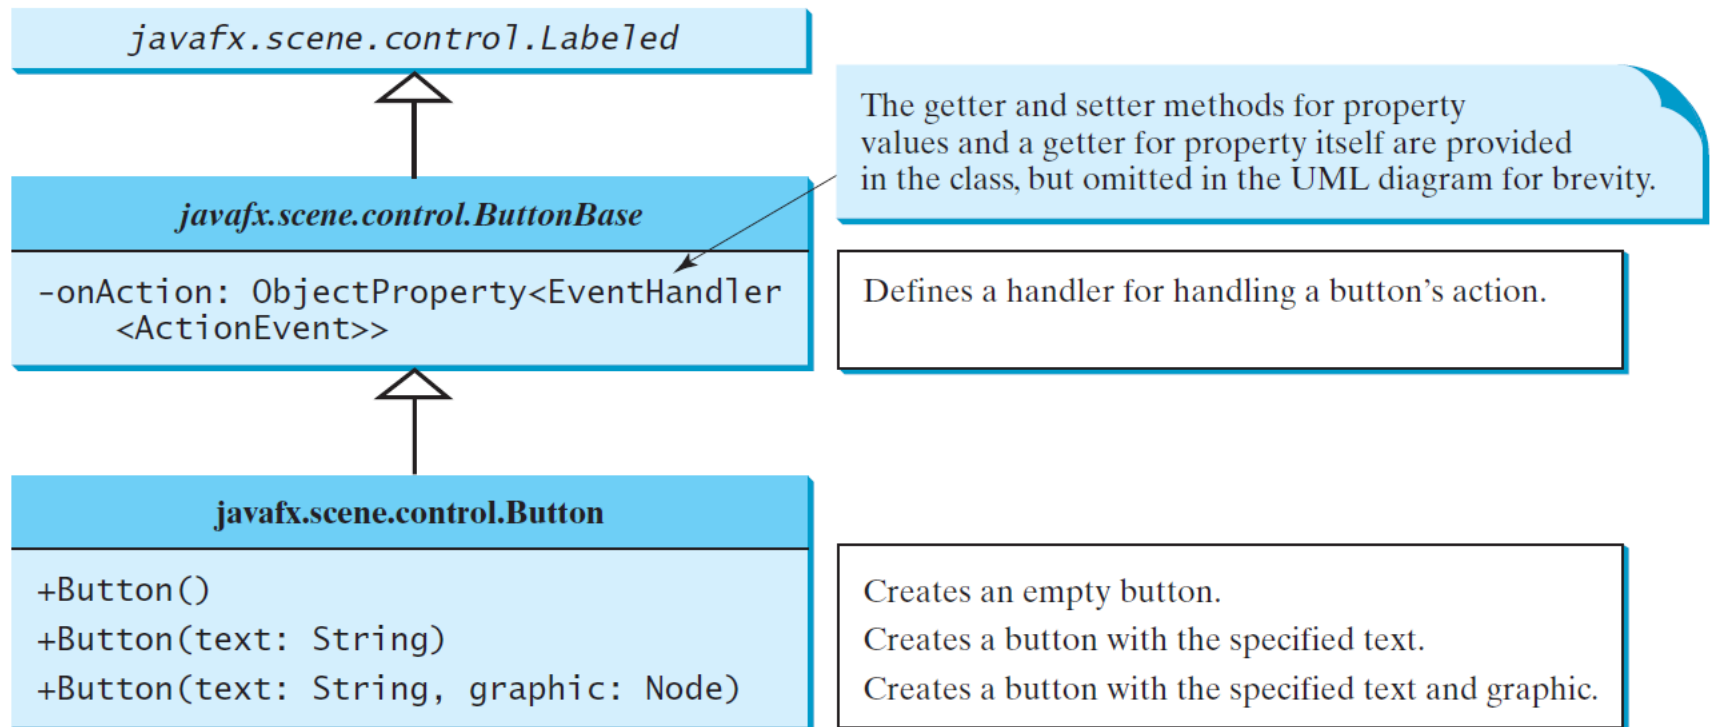 javafx.scene.control.Labeled
The getter and setter methods for property
values and a getter for property itself are provided
in the class, but omitted in the UML diagram for brevity.
javafx.scene.control.ButtonBase
-onAction: ObjectProperty<EventHandler
<ActionEvent>>
Defines a handler for handling a button’s action.
javafx.scene.control.Button
+Button()
Creates an empty button.
+Button(text: String)
Creates a button with the specified text.
+Button(text: String, graphic: Node)
Creates a button with the specified text and graphic.